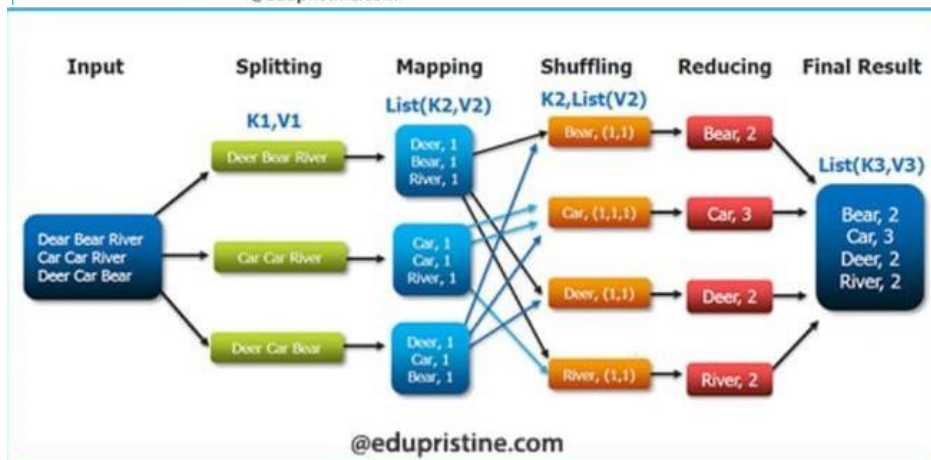 Input
Splitting
Mapping
Shuffling
Reducing
Final Result
K1,V1
List(K2,V2)
K2,List(V2)
List(K3,V3)
Dear Bear River
Car Car River
Deer Car Bear
Deer Bear River
Car Car River
Deer Car Bear
Deer, 1
Bear, 1
River, 1
Car, 1
Car, 1
River, 1
Deer, 1
Car, 1
Bear, 1
Bear, (1,1)
Car, (1,1,1)
Deer, (1,1)
River, (1,1)
Bear, 2
Car, 3
Deer, 2
River, 2
Bear, 2
Car, 3
Deer, 2
River, 2
@edupristine.com